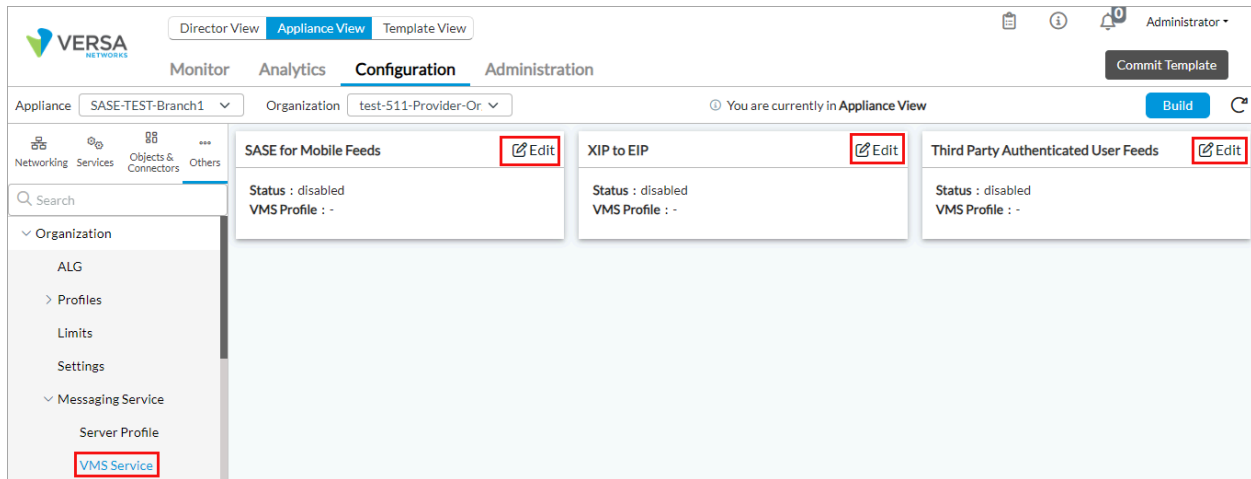 VERSA
NETWORKS
Director View Appliance View Template View
0
Administrator
Monitor Analytics Configuration Administration
Commit Template
Appliance SASE-TEST-Branch1 Organization test-511-Provider-Or You are currently in Appliance View Build
Networking Services Objects & Connectors Others
Search
Organization
ALG
Profiles
Limits
Settings
Messaging Service
Server Profile
VMS Service
SASE for Mobile Feeds Edit
Status : disabled
VMS Profile : -
XIP to EIP Edit
Status : disabled
VMS Profile : -
Third Party Authenticated User Feeds Edit
Status : disabled
VMS Profile : -